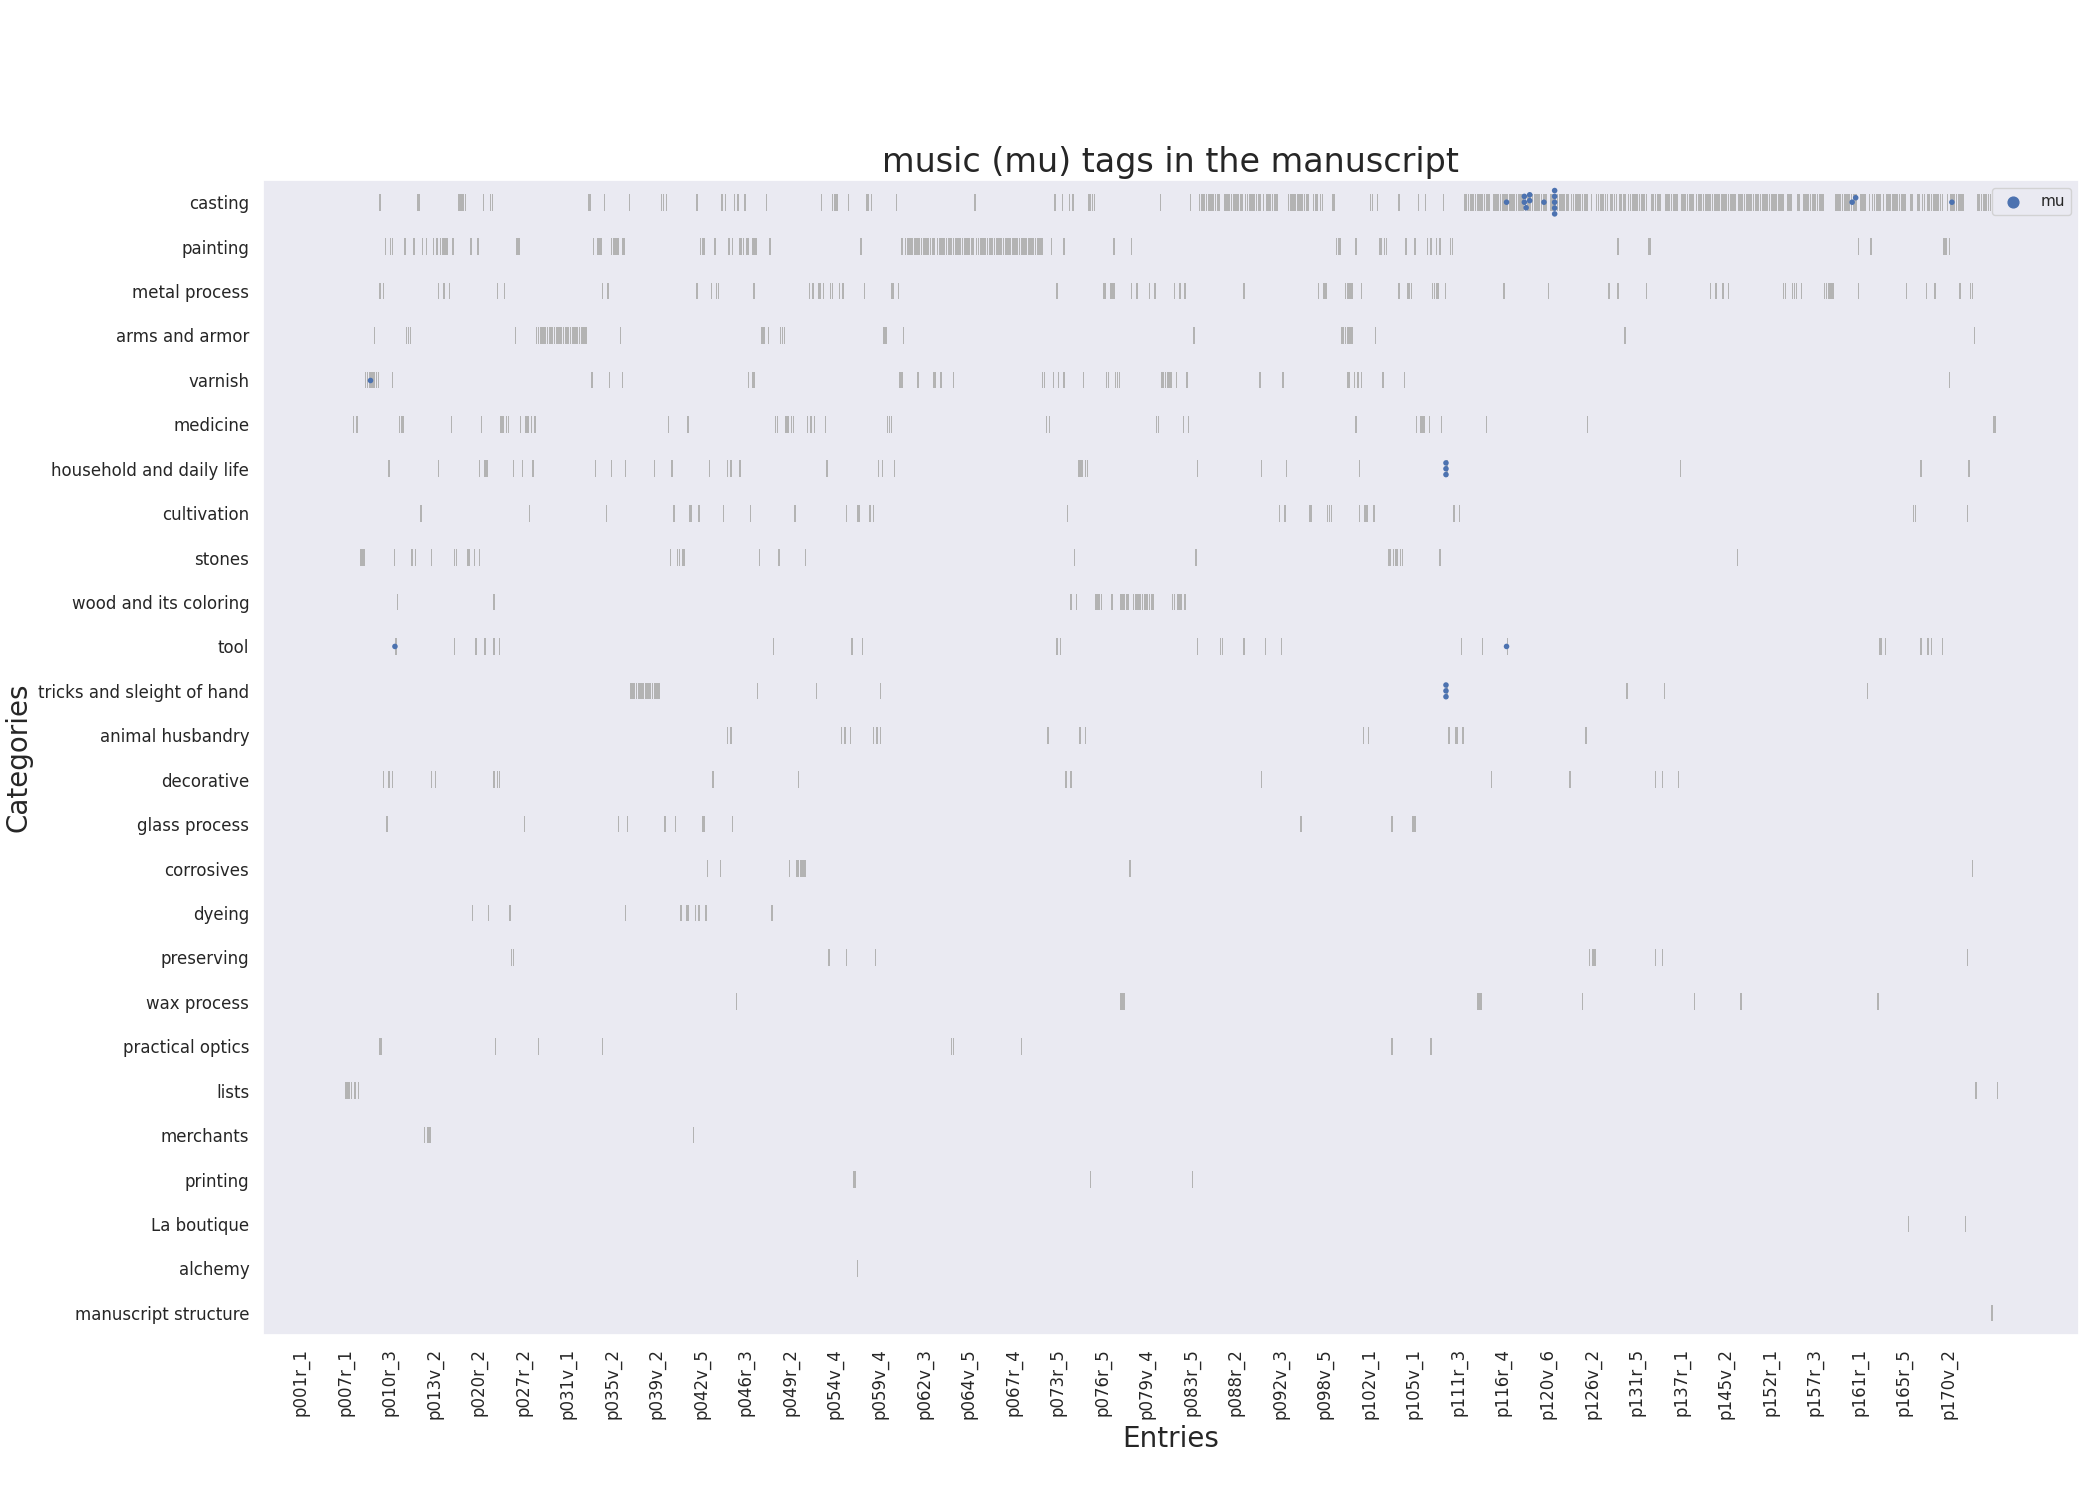 music (mu) tags in the manuscript
mu
Categories
casting
painting
metal process
arms and armor
varnish
medicine
household and daily life
cultivation
stones
wood and its coloring
tool
tricks and sleight of hand
animal husbandry
decorative
glass process
corrosives
dyeing
preserving
wax process
practical optics
lists
merchants
printing
La boutique
alchemy
manuscript structure
p001r_1
p007r_1
p010r_3
p013v_2
p020r_2
p027r_2
p031v_1
p035v_2
p039v_2
p042v_5
p046r_3
p049r_2
p054v_4
p059v_4
p062v_3
p064v_5
p067r_4
p073r_5
p076r_5
p079v_4
p083r_5
p088r_2
p092v_3
p098v_5
p102v_1
p105v_1
p111r_3
p116r_4
p120v_6
p126v_2
p131r_5
p137r_1
p145v_2
p152r_1
p157r_3
p161r_1
p165r_5
p170v_2
Entries